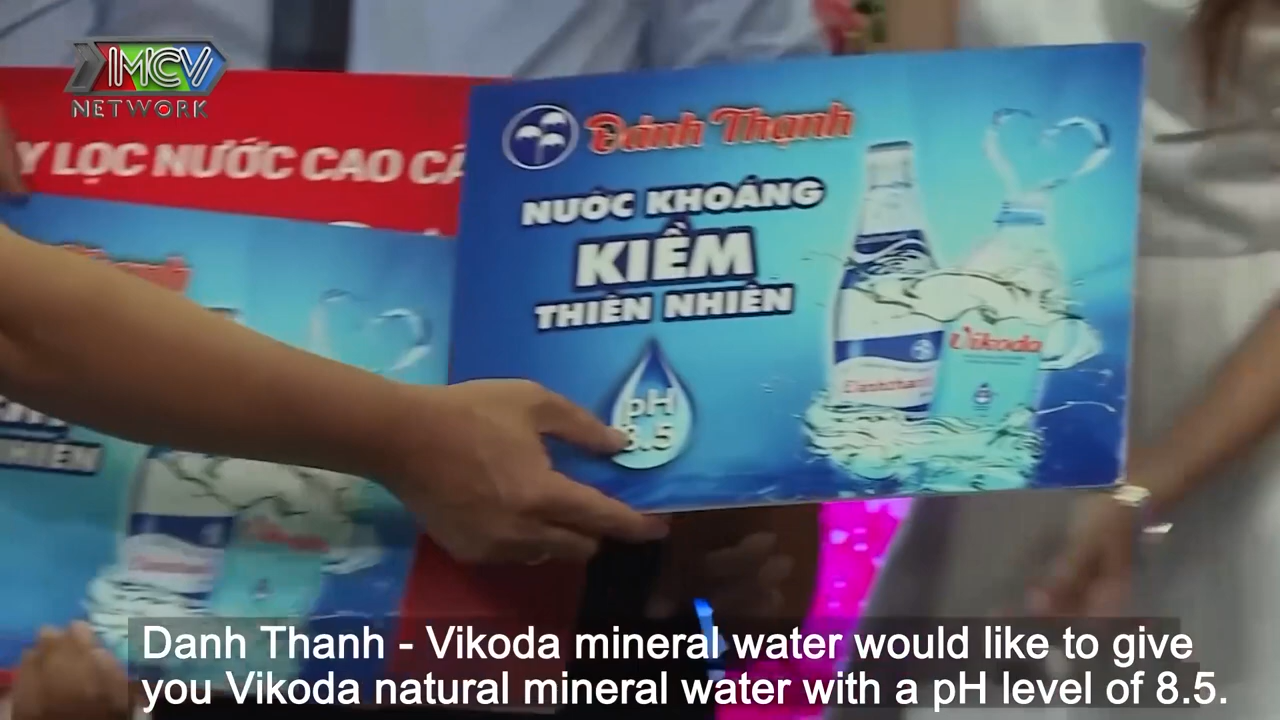 MCV
NETWORK
Y LỌC NƯỚC CAO CẤ
Đảnh Thạnh
NƯỚC KHOÁNG
KIỀM
THIÊN NHIÊN
pH
8.5
Vikoda
Danhthanh
NHIÊN
Danh Thanh - Vikoda mineral water would like to give
you Vikoda natural mineral water with a pH level of 8.5.